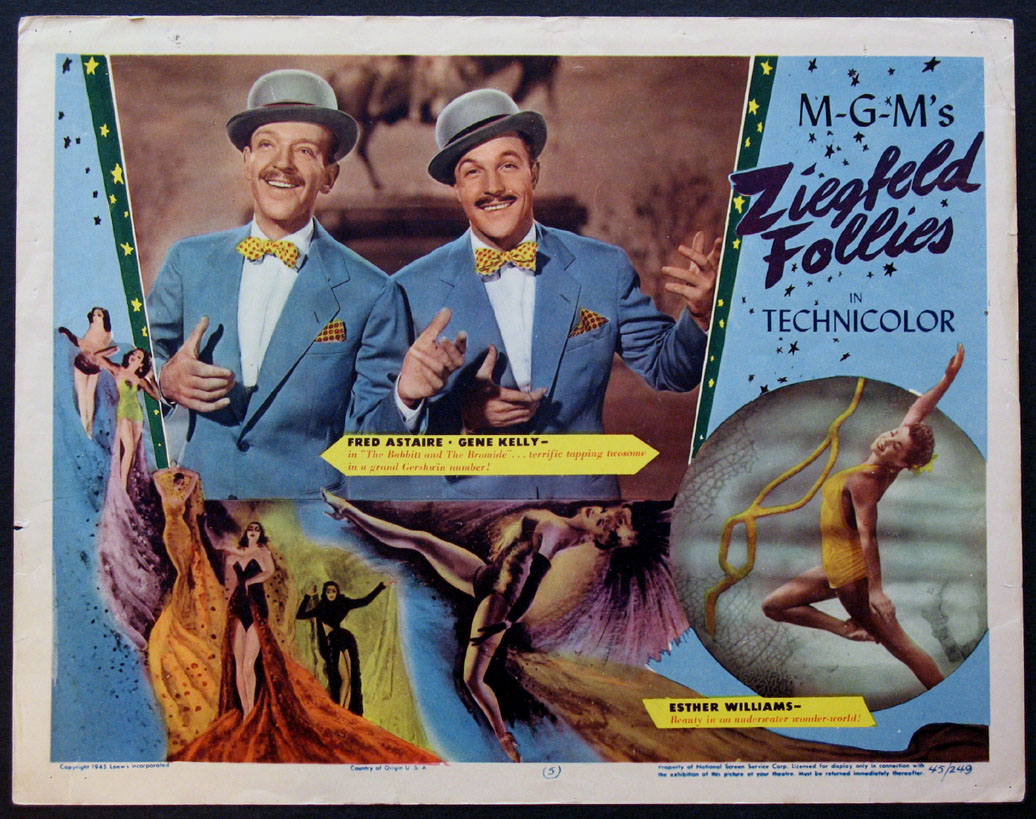 M-G-M's
Ziegfeld
Follies
IN
TECHNICOLOR
FRED ASTAIRE · GENE KELLY—
in "The Babbitt and The Bromide"... terrific tapping twosome
in a grand Gershwin number!
ESTHER WILLIAMS—
Beauty in an underwater wonder-world!
Copyright 1945 Loew's Incorporated
Country of Origin U. S. A
(5)
Property of National Screen Service Corp. Licensed for display only in connection with
the exhibition of this picture at your theatre. Must be returned immediately thereafter.
45/249